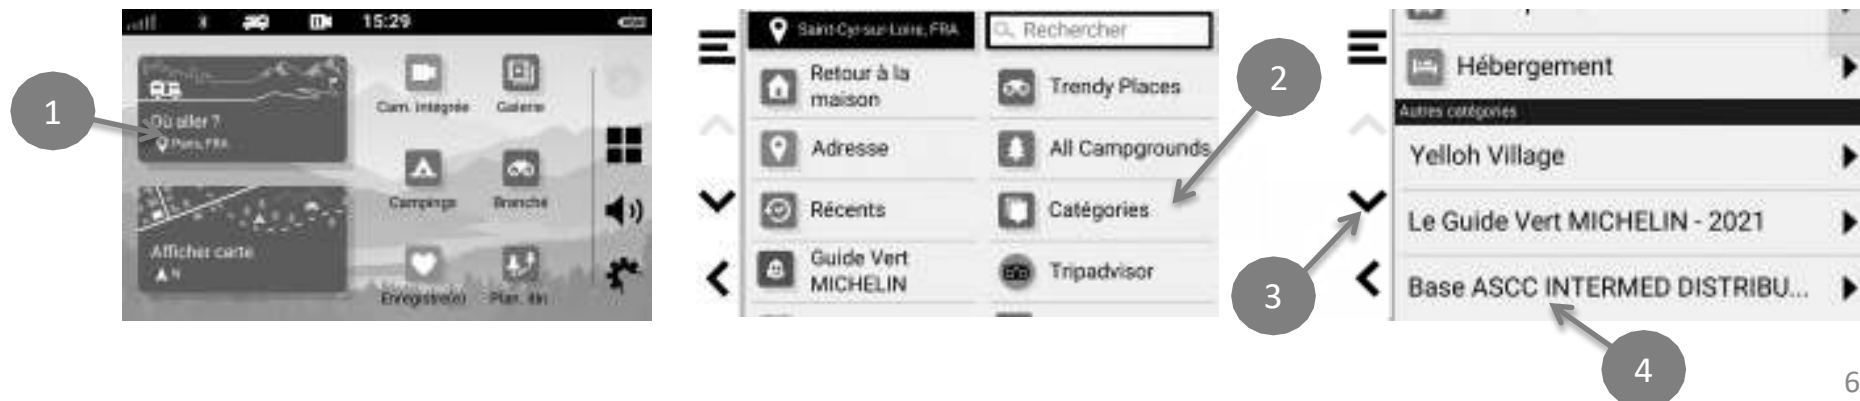 15:29
1
Où aller ?
Paris, FRA
Cam. intégrée
Galerie
Campings
Branché
Afficher carte
N
Enregistré(e)
Plan. itin
Saint-Cyr-sur-Loire, FRA
Rechercher
Retour à la
maison
Trendy Places
Adresse
All Campgrounds
Récents
Catégories
Guide Vert
MICHELIN
Tripadvisor
2
Hébergement
Autres catégories
Yelloh Village
Le Guide Vert MICHELIN - 2021
Base ASCC INTERMED DISTRIBU...
3
4
6